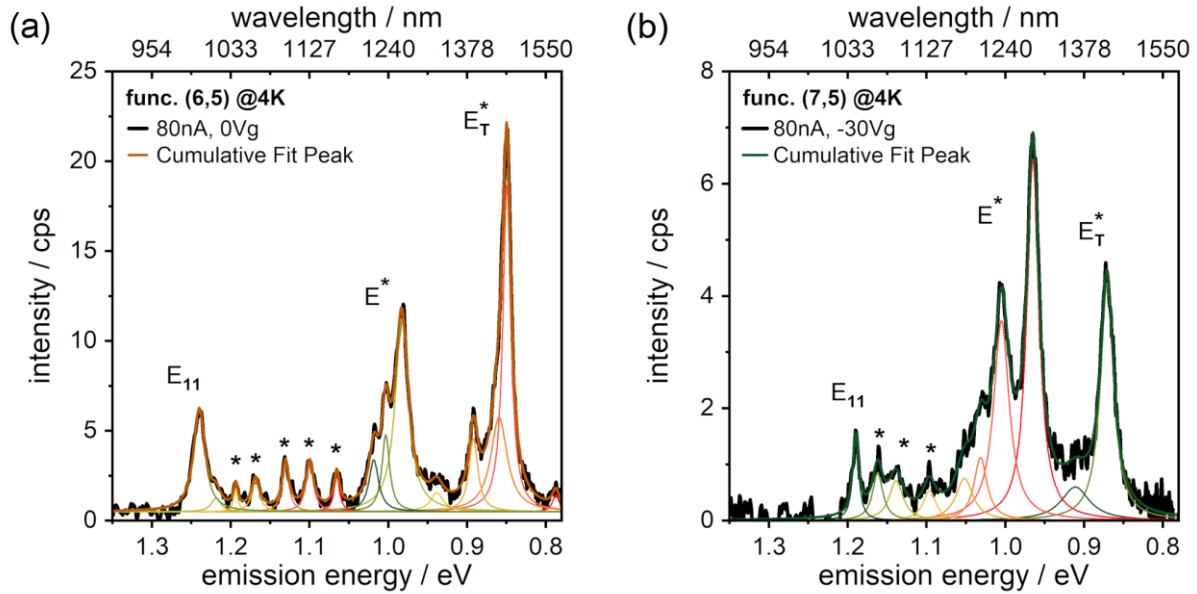 (a)
wavelength / nm
954 1033 1127 1240 1378 1550
25
20
15
10
5
0
intensity / cps
func. (6,5) @4K
80nA, 0Vg
Cumulative Fit Peak
E₁₁
*
*
*
*
*
E*
E_T*
1.3 1.2 1.1 1.0 0.9 0.8
emission energy / eV
(b)
wavelength / nm
954 1033 1127 1240 1378 1550
8
6
4
2
0
intensity / cps
func. (7,5) @4K
80nA, -30Vg
Cumulative Fit Peak
E₁₁
*
*
*
E*
E_T*
1.3 1.2 1.1 1.0 0.9 0.8
emission energy / eV